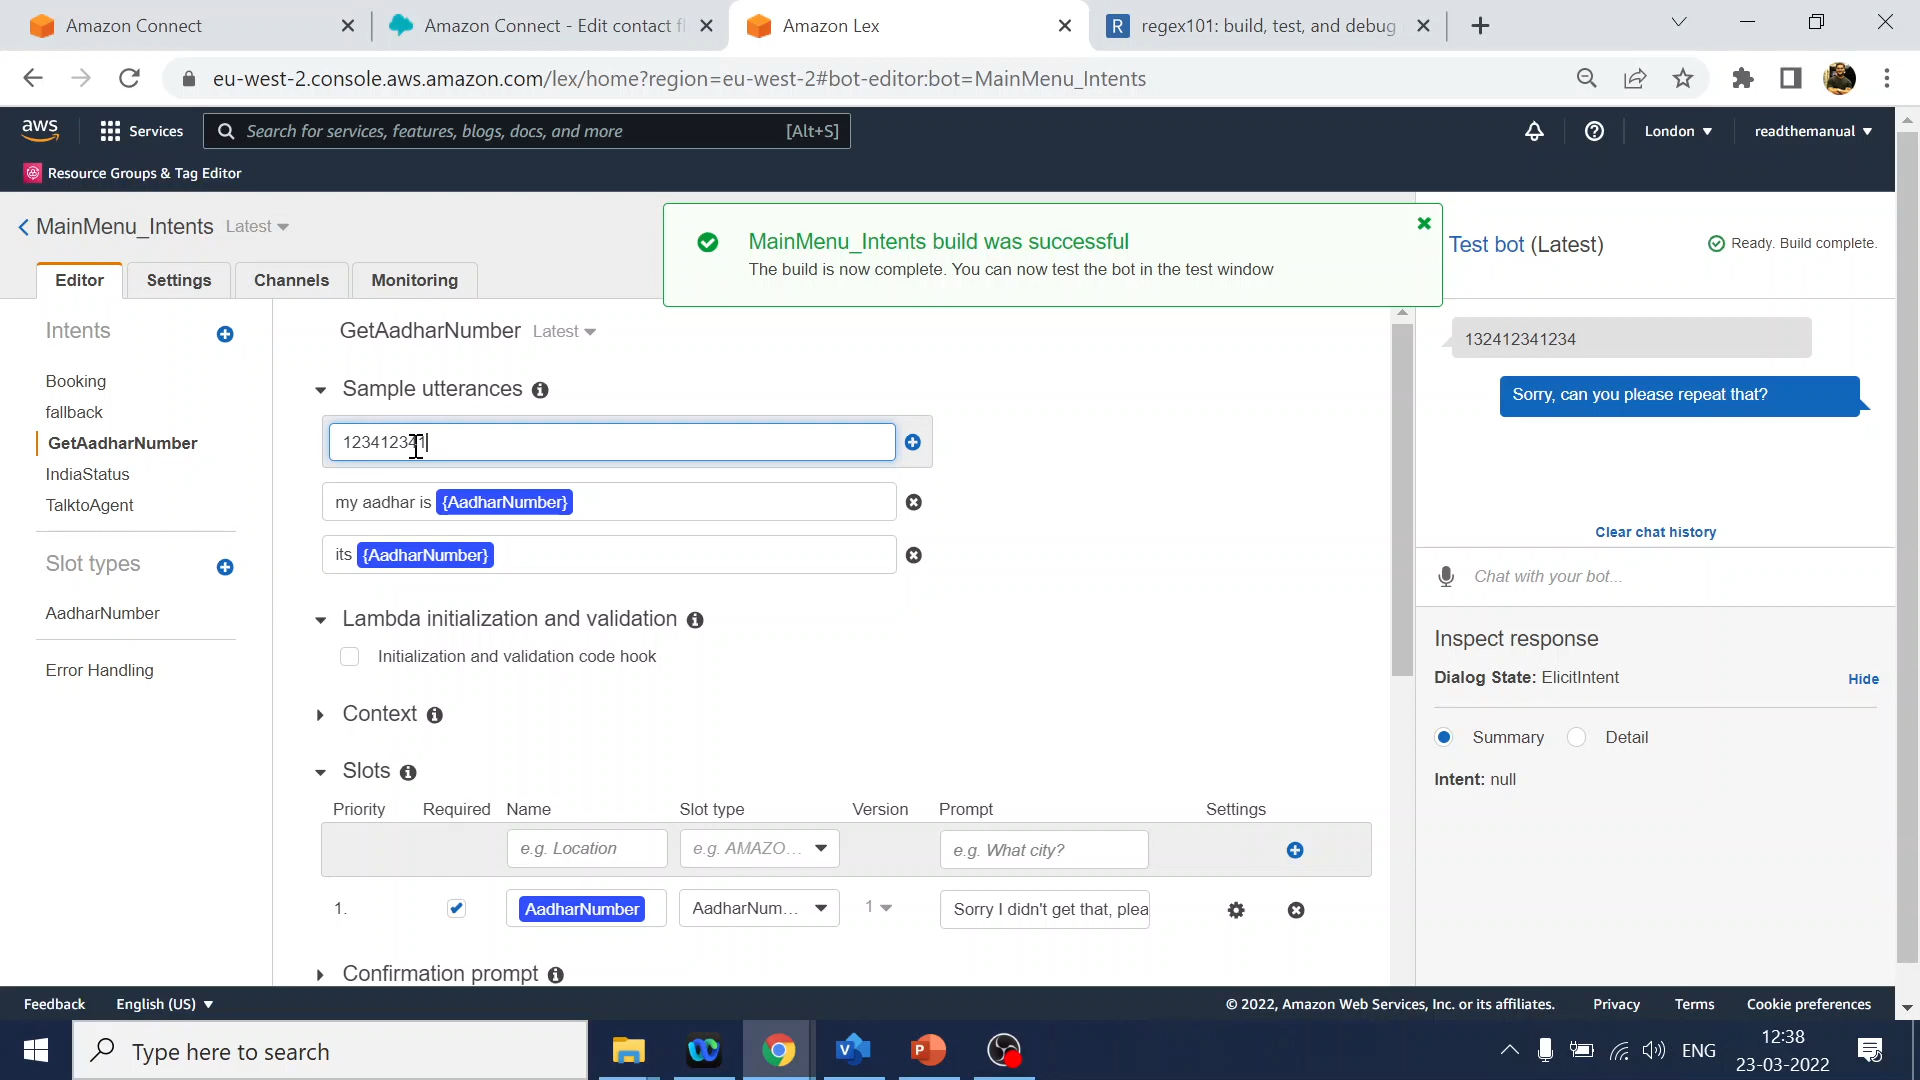 Amazon Connect
Amazon Connect - Edit contact fl
Amazon Lex
R regex101: build, test, and debug
eu-west-2.console.aws.amazon.com/lex/home?region=eu-west-2#bot-editor:bot=MainMenu_Intents
aws
Services
Search for services, features, blogs, docs, and more
[Alt+S]
London
readthemanual
Resource Groups & Tag Editor
MainMenu_Intents Latest
MainMenu_Intents build was successful
The build is now complete. You can now test the bot in the test window
Test bot (Latest)
Ready. Build complete.
Editor
Settings
Channels
Monitoring
Intents
Booking
fallback
GetAadharNumber
IndiaStatus
TalktoAgent
Slot types
AadharNumber
Error Handling
GetAadharNumber Latest
Sample utterances
123412341
my aadhar is {AadharNumber}
its {AadharNumber}
Lambda initialization and validation
Initialization and validation code hook
Context
Slots
Priority Required Name Slot type Version Prompt Settings
e.g. Location e.g. AMAZO... e.g. What city?
1. AadharNumber AadharNum... 1 Sorry I didn't get that, plea
Confirmation prompt
132412341234
Sorry, can you please repeat that?
Clear chat history
Chat with your bot...
Inspect response
Dialog State: ElicitIntent
Hide
Summary
Detail
Intent: null
Feedback
English (US)
© 2022, Amazon Web Services, Inc. or its affiliates.
Privacy
Terms
Cookie preferences
Type here to search
ENG
12:38
23-03-2022